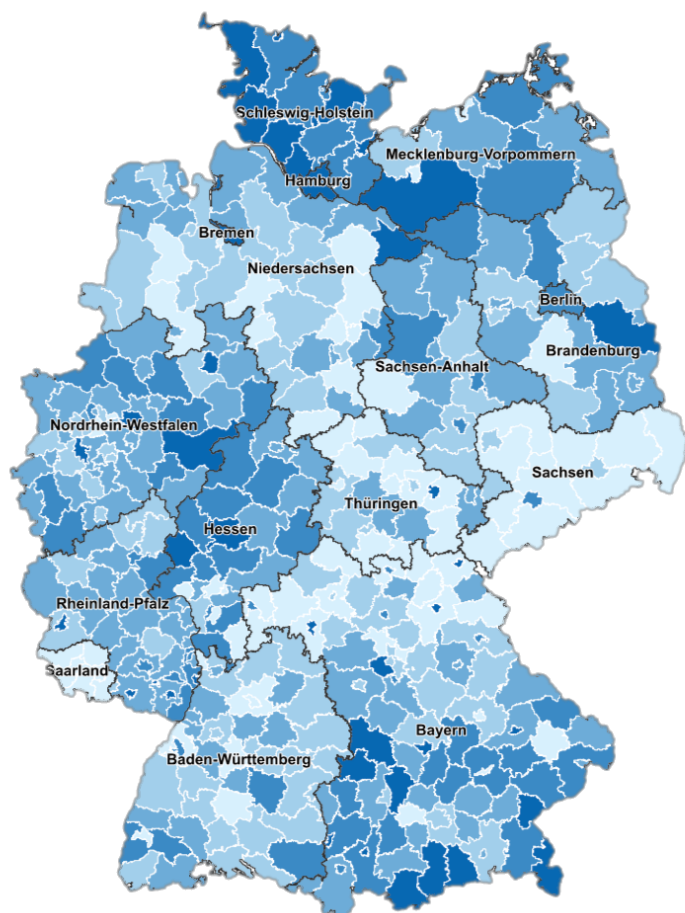 Schleswig-Holstein
Mecklenburg-Vorpommern
Hamburg
Bremen
Niedersachsen
Berlin
Brandenburg
Sachsen-Anhalt
Nordrhein-Westfalen
Sachsen
Thüringen
Hessen
Rheinland-Pfalz
Saarland
Bayern
Baden-Württemberg